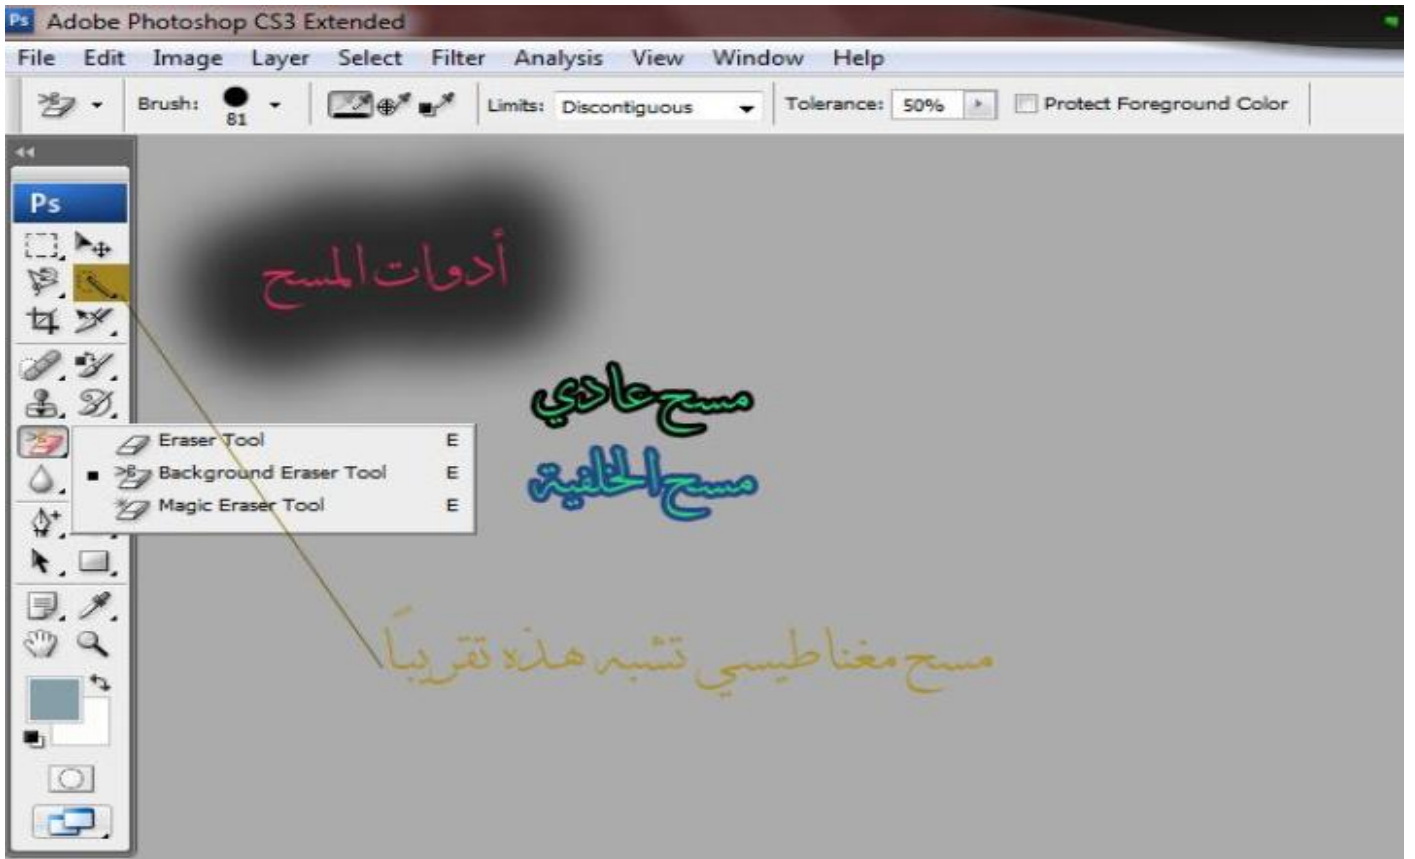 Ps Adobe Photoshop CS3 Extended
File Edit Image Layer Select Filter Analysis View Window Help
Brush: 81 Limits: Discontiguous Tolerance: 50% Protect Foreground Color
Ps
أدوات المسح
مسح عادي
مسح الخلفية
Eraser Tool E
Background Eraser Tool E
Magic Eraser Tool E
مسح مغناطيسي تشبه هذه تقريباً